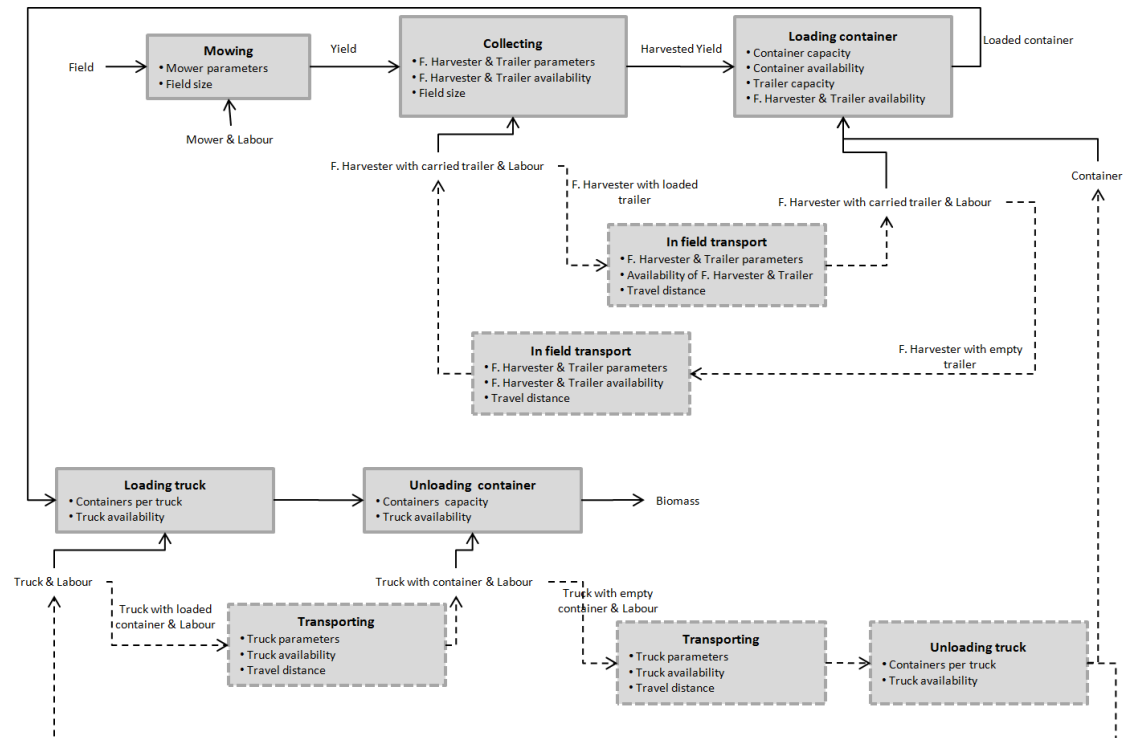 Mowing
• Mower parameters
• Field size
Field
Mower & Labour
Yield
Collecting
• F. Harvester & Trailer parameters
• F. Harvester & Trailer availability
• Field size
Harvested Yield
Loading container
• Container capacity
• Container availability
• Trailer capacity
• F. Harvester & Trailer availability
Loaded container
F. Harvester with carried trailer & Labour
F. Harvester with loaded
trailer
F. Harvester with carried trailer & Labour
Container
In field transport
• F. Harvester & Trailer parameters
• Availability of F. Harvester & Trailer
• Travel distance
In field transport
• F. Harvester & Trailer parameters
• F. Harvester & Trailer availability
• Travel distance
F. Harvester with empty
trailer
Loading truck
• Containers per truck
• Truck availability
Unloading container
• Containers capacity
• Truck availability
Biomass
Truck & Labour
Truck with loaded
container & Labour
Truck with container & Labour
Truck with empty
container & Labour
Transporting
• Truck parameters
• Truck availability
• Travel distance
Transporting
• Truck parameters
• Truck availability
• Travel distance
Unloading truck
• Containers per truck
• Truck availability